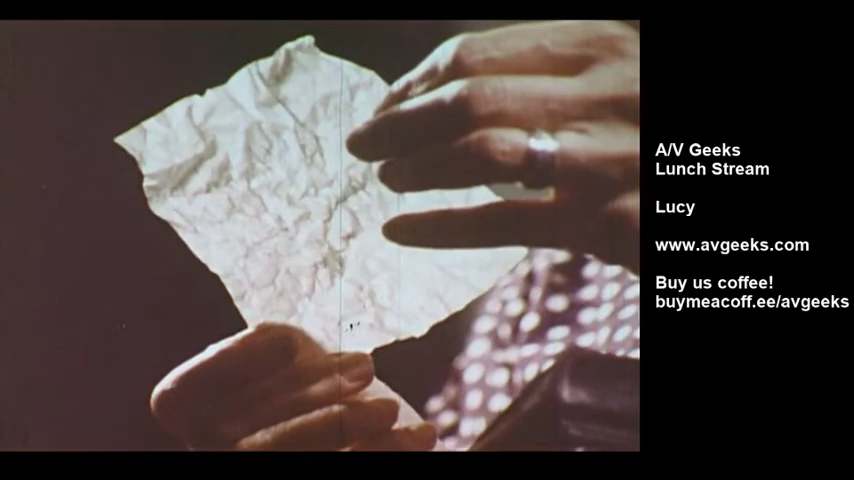 A/V Geeks
Lunch Stream
Lucy
www.avgeeks.com
Buy us coffee!
buymeacoff.ee/avgeeks